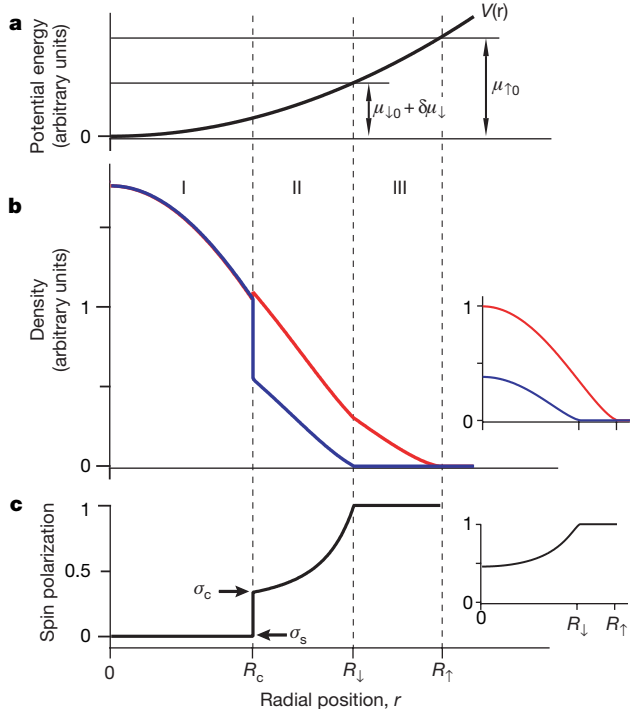 a
Potential energy
(arbitrary units)
0
V(r)
μ↓0 + δμ↓
μ↑0
b
I
II
III
Density
(arbitrary units)
1
0
1
0
c
Spin polarization
1
0.5
0
σc
σs
1
0
0
R↓
R↑
0
Rc
R↓
R↑
Radial position, r